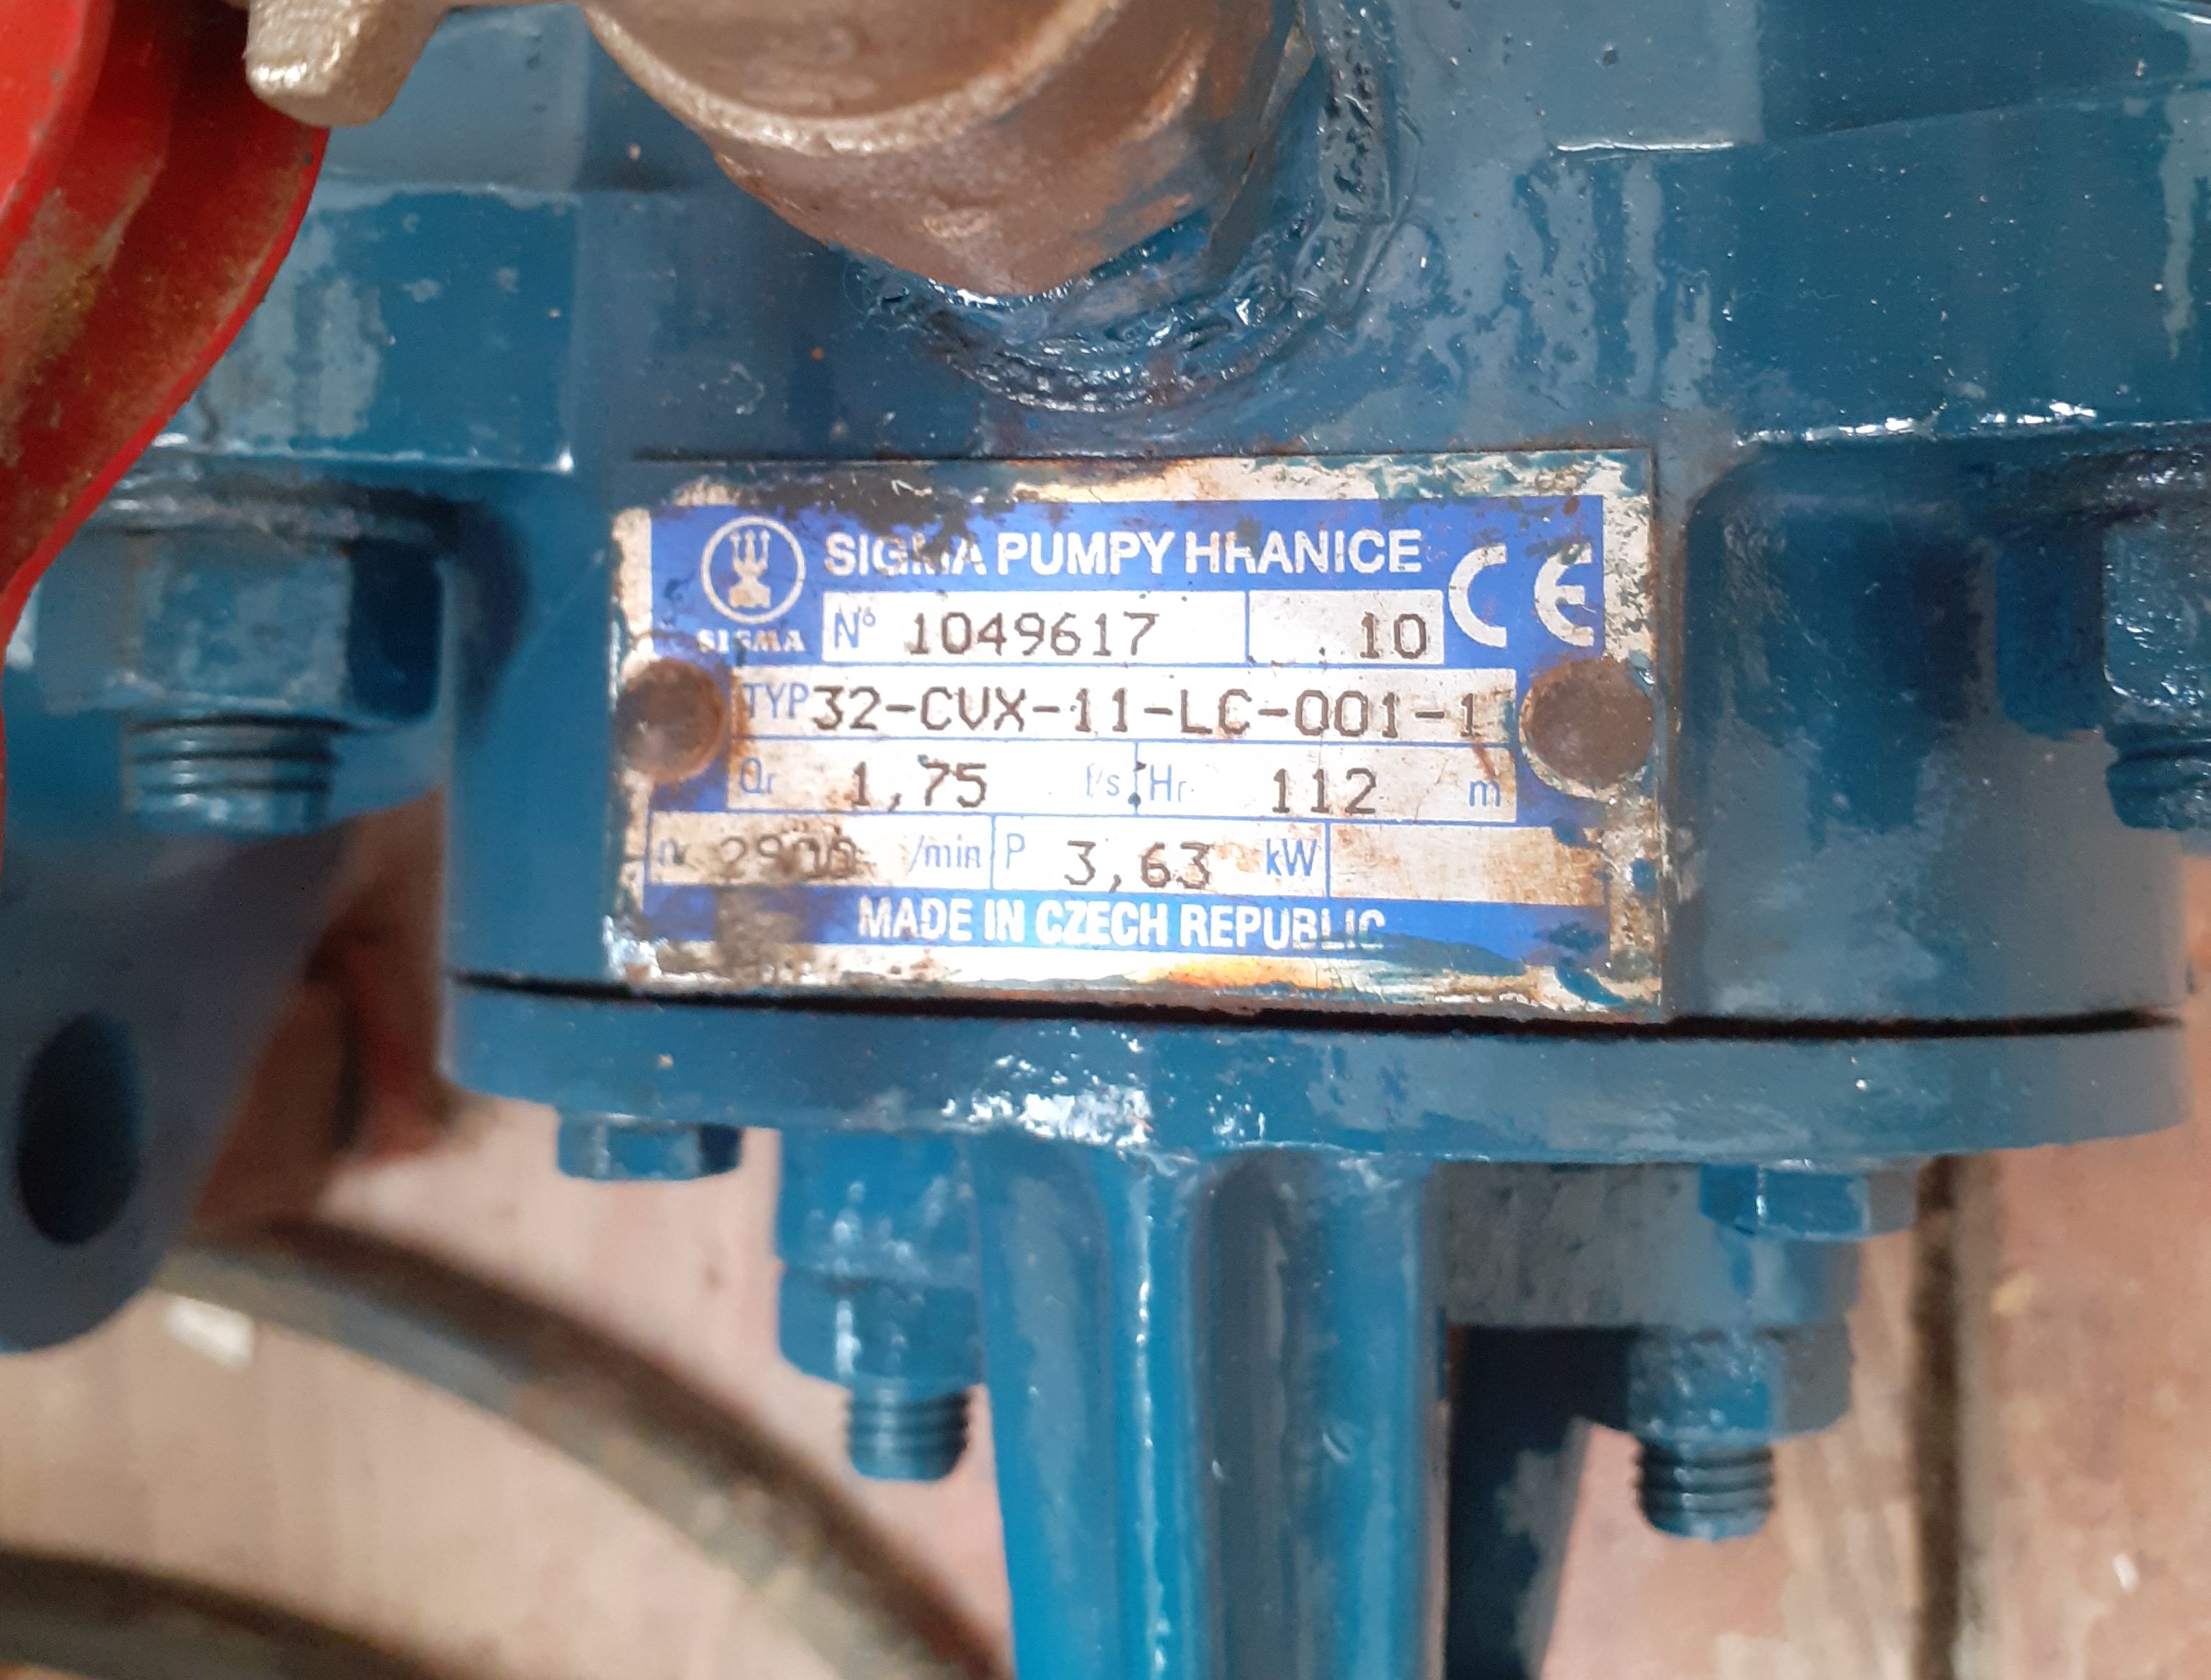 SIGMA PUMPY HRANICE CE
SIGMA
Nº 1049617 10
TYP 32-CVX-11-LC-001-1
Qr 1,75 l/s Hr 112 m
n 2900 /min P 3,63 kW
MADE IN CZECH REPUBLIC